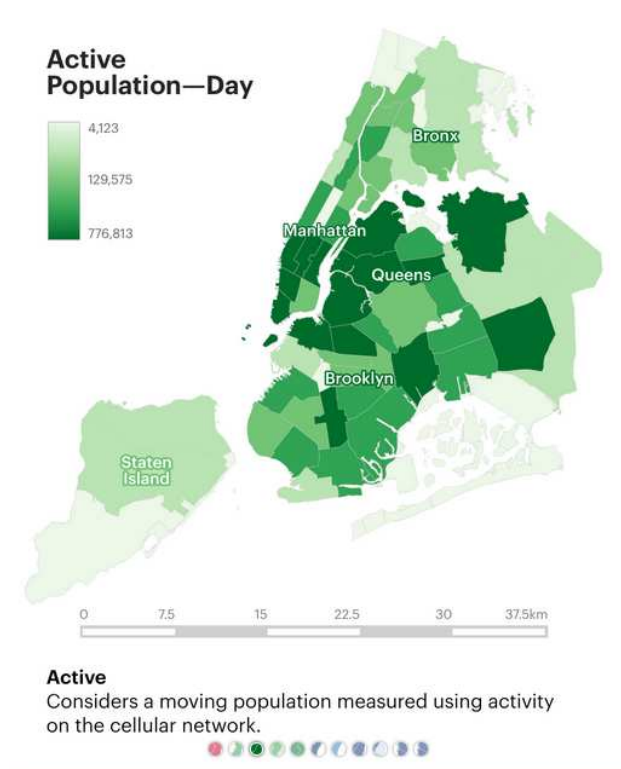 Active
Population—Day
4,123
129,575
776,813
Bronx
Manhattan
Queens
Brooklyn
Staten
Island
0 7.5 15 22.5 30 37.5km
Active
Considers a moving population measured using activity
on the cellular network.